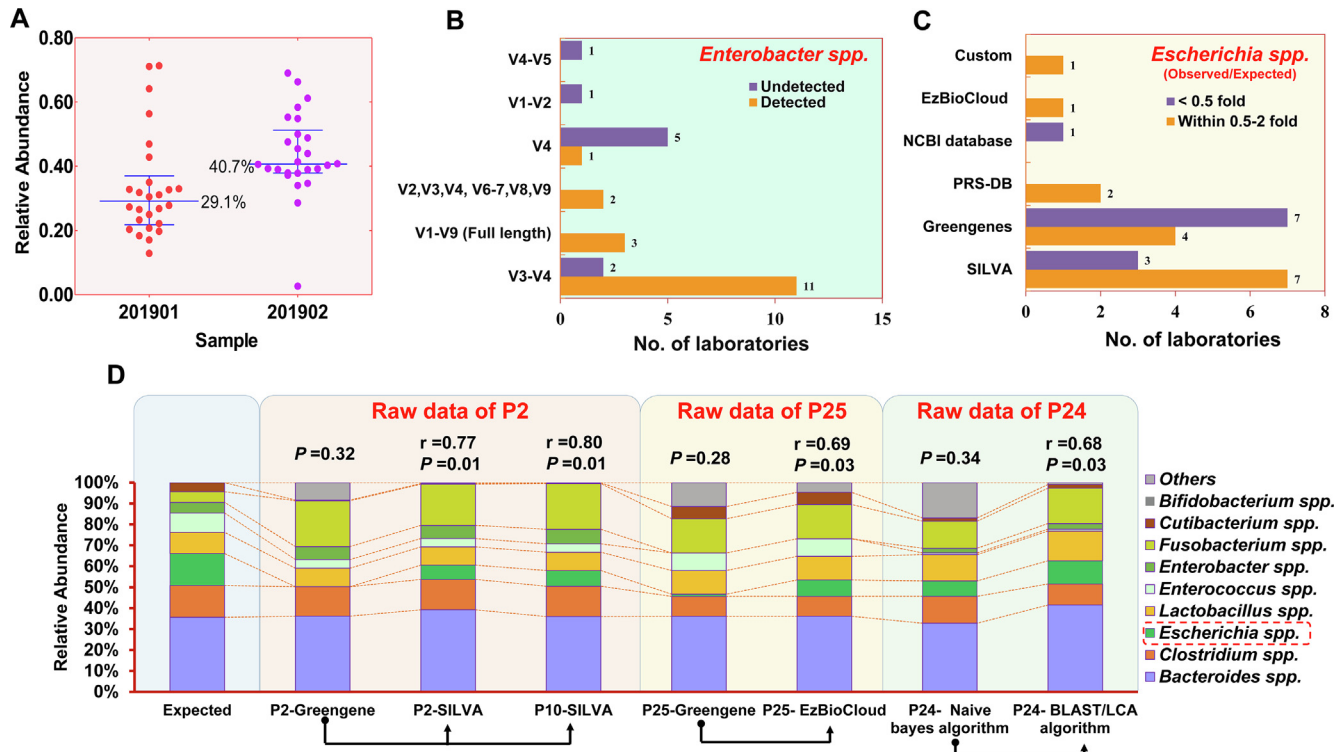 A
Relative Abundance
0.80
0.60
0.40
0.20
0.00
29.1%
40.7%
201901
201902
Sample
B
Enterobacter spp.
Undetected
Detected
V4-V5
V1-V2
V4
V2,V3,V4, V6-7,V8,V9
V1-V9 (Full length)
V3-V4
1
1
5
1
2
3
2
11
0
5
10
15
No. of laboratories
C
Escherichia spp.
(Observed/Expected)
< 0.5 fold
Within 0.5-2 fold
Custom
EzBioCloud
NCBI database
PRS-DB
Greengenes
SILVA
1
1
1
2
7
4
3
7
0
2
4
6
8
No. of laboratories
D
Raw data of P2
Raw data of P25
Raw data of P24
P =0.32
r =0.77
P =0.01
r =0.80
P =0.01
P =0.28
r =0.69
P =0.03
P =0.34
r =0.68
P =0.03
Relative Abundance
100%
90%
80%
70%
60%
50%
40%
30%
20%
10%
0%
Expected
P2-Greengene
P2-SILVA
P10-SILVA
P25-Greengene
P25- EzBioCloud
P24- Naive
bayes algorithm
P24- BLAST/LCA
algorithm
Others
Bifidobacterium spp.
Cutibacterium spp.
Fusobacterium spp.
Enterobacter spp.
Enterococcus spp.
Lactobacillus spp.
Escherichia spp.
Clostridium spp.
Bacteroides spp.